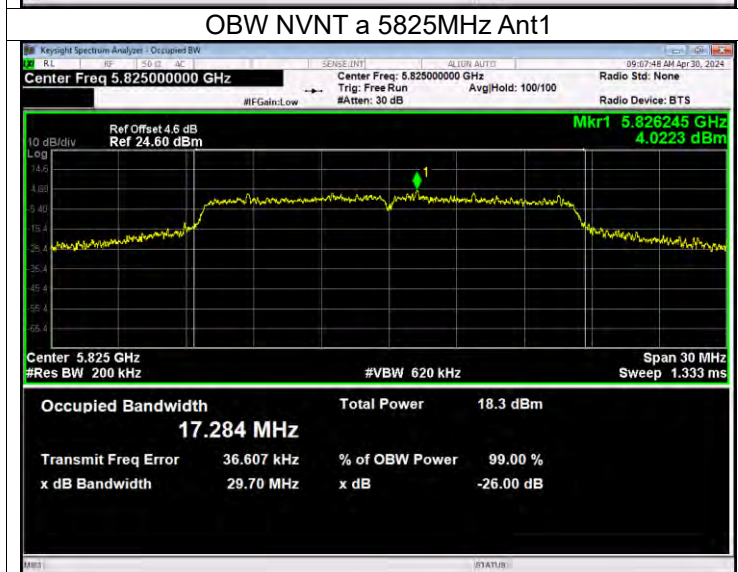 OBW NVNT a 5825MHz Ant1
Keysight Spectrum Analyzer - Occupied BW
RL RF 50 Ω AC SENSE:INT ALIGN AUTO 09:07:48 AM Apr 30, 2024
Center Freq 5.825000000 GHz Center Freq: 5.825000000 GHz Radio Std: None
Trig: Free Run Avg|Hold: 100/100
#IFGain:Low #Atten: 30 dB Radio Device: BTS
Ref Offset 4.6 dB Mkr1 5.826245 GHz
10 dB/div Ref 24.60 dBm 4.0223 dBm
Log
14.6
4.60
-5.40
-15.4
-25.4
-35.4
-45.4
-55.4
-65.4
1
Center 5.825 GHz Span 30 MHz
#Res BW 200 kHz #VBW 620 kHz Sweep 1.333 ms
Occupied Bandwidth Total Power 18.3 dBm
17.284 MHz
Transmit Freq Error 36.607 kHz % of OBW Power 99.00 %
x dB Bandwidth 29.70 MHz x dB -26.00 dB
MSG STATUS